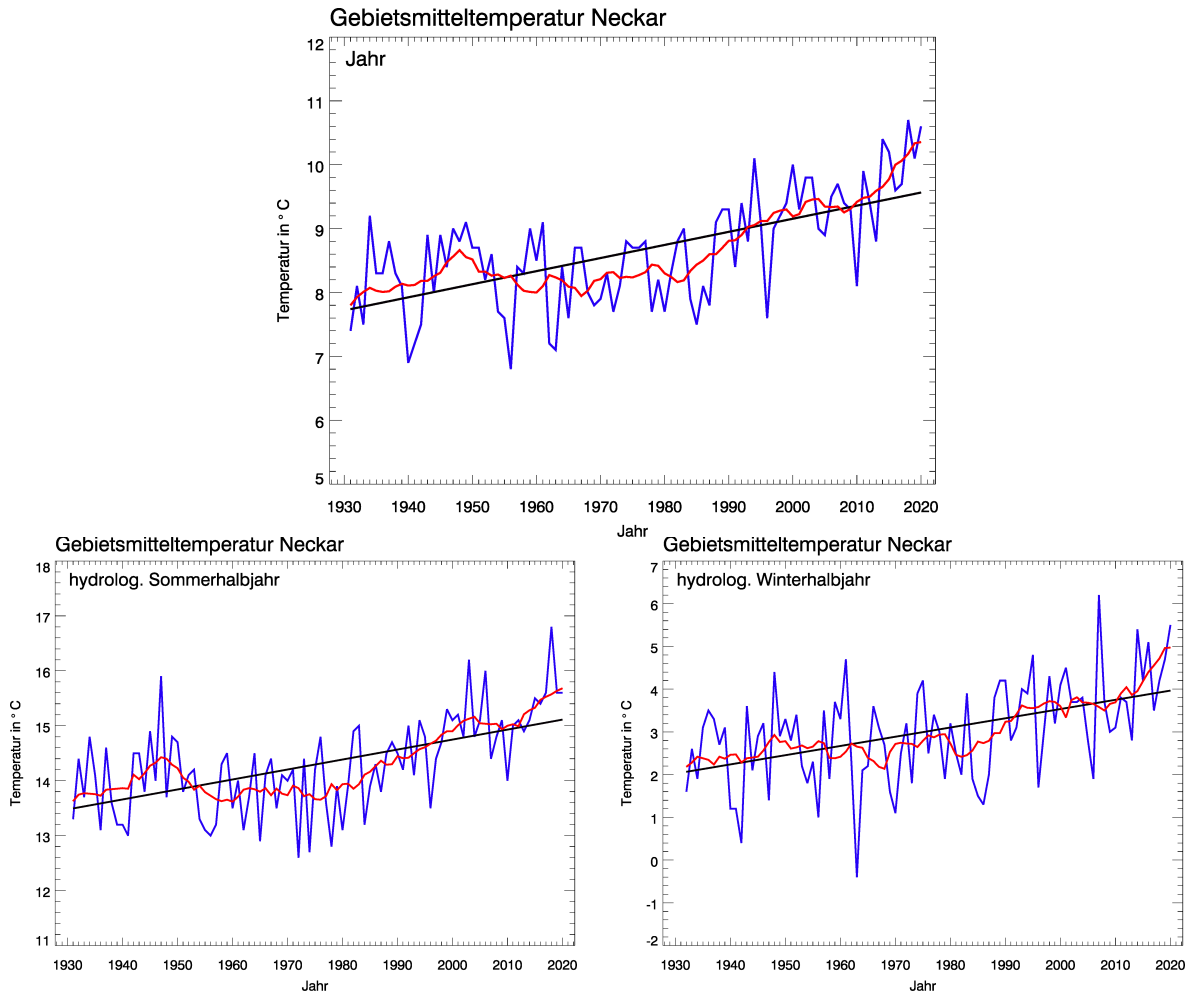 Gebietsmitteltemperatur Neckar
Jahr
12
11
10
9
8
7
6
5
Temperatur in ° C
1930 1940 1950 1960 1970 1980 1990 2000 2010 2020
Jahr
Gebietsmitteltemperatur Neckar
hydrolog. Sommerhalbjahr
18
17
16
15
14
13
12
11
Temperatur in ° C
1930 1940 1950 1960 1970 1980 1990 2000 2010 2020
Jahr
Gebietsmitteltemperatur Neckar
hydrolog. Winterhalbjahr
7
6
5
4
3
2
1
0
-1
-2
Temperatur in ° C
1930 1940 1950 1960 1970 1980 1990 2000 2010 2020
Jahr